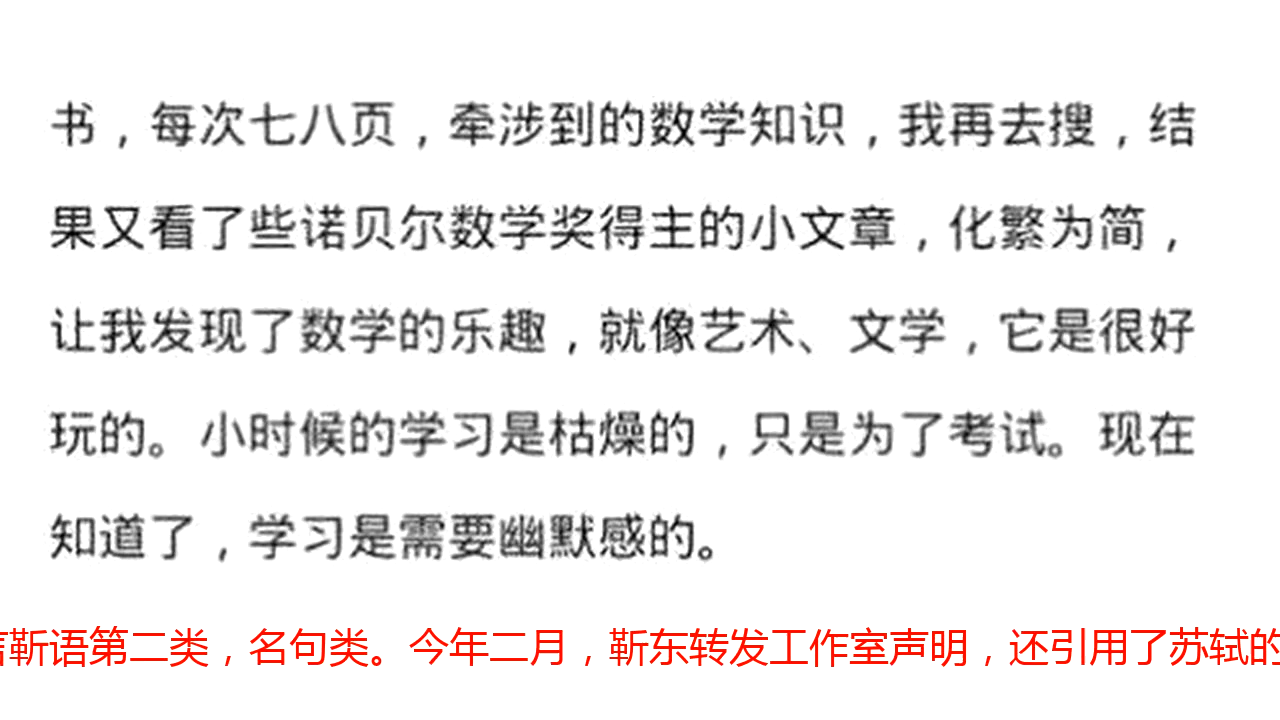 书，每次七八页，牵涉到的数学知识，我再去搜，结
果又看了些诺贝尔数学奖得主的小文章，化繁为简，
让我发现了数学的乐趣，就像艺术、文学，它是很好
玩的。小时候的学习是枯燥的，只是为了考试。现在
知道了，学习是需要幽默感的。
靳语第二类，名句类。今年二月，靳东转发工作室声明，还引用了苏轼的